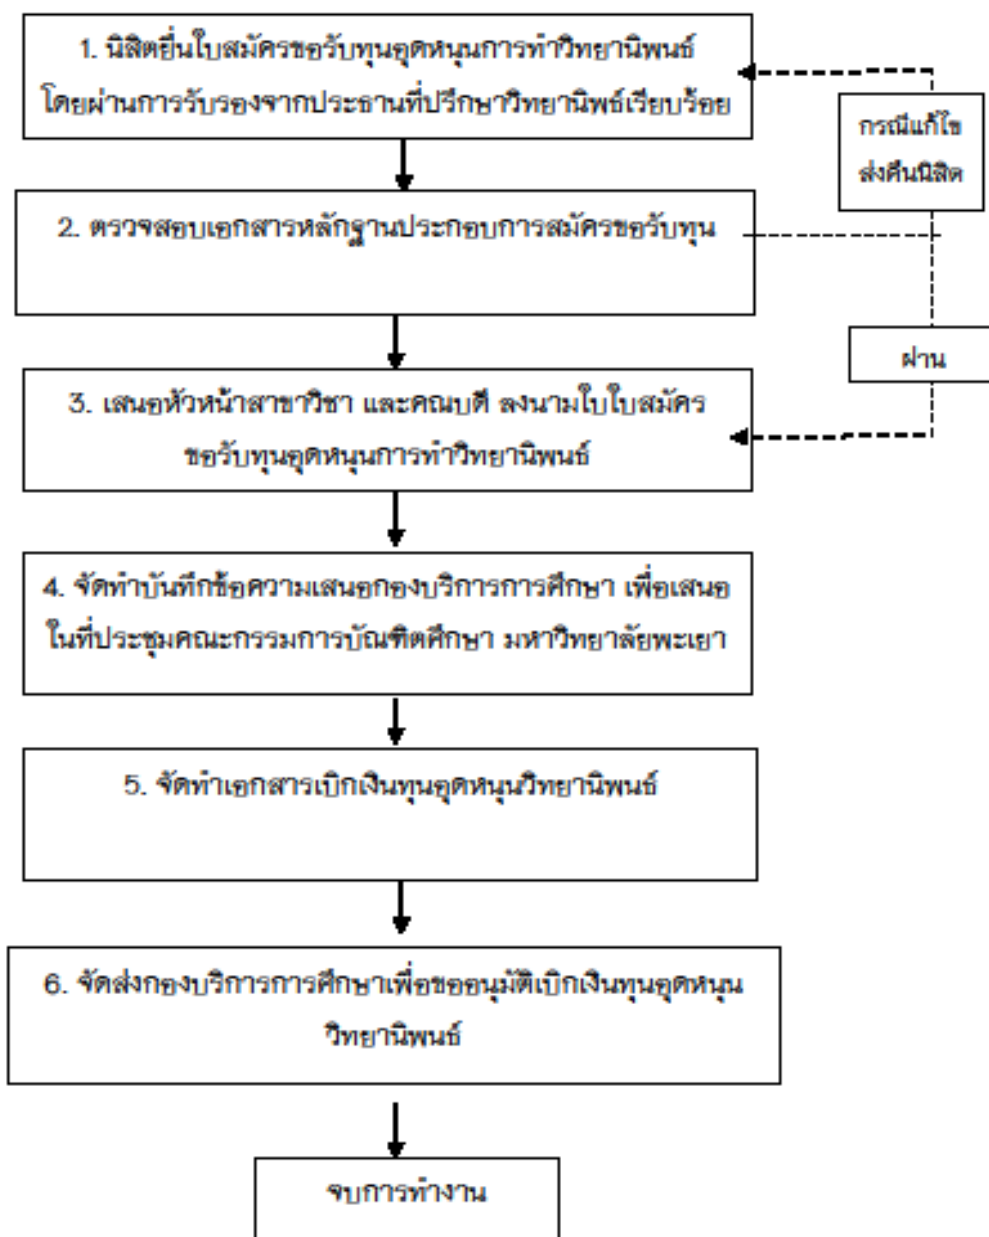 1. นิสิตยื่นใบสมัครขอรับทุนอุดหนุนการทำวิทยานิพนธ์
โดยผ่านการรับรองจากประธานที่ปรึกษาวิทยานิพธ์เรียบร้อย
กรณีแก้ไข
ส่งคืนนิสิต
2. ตรวจสอบเอกสารหลักฐานประกอบการสมัครขอรับทุน
ผ่าน
3. เสนอหัวหน้าสาขาวิชา และคณบดี ลงนามใบใบสมัคร
ขอรับทุนอุดหนุนการทำวิทยานิพนธ์
4. จัดทำบันทึกข้อความเสนอกองบริการการศึกษา เพื่อเสนอ
ในที่ประชุมคณะกรรมการบัณฑิตศึกษา มหาวิทยาลัยพะเยา
5. จัดทำเอกสารเบิกเงินทุนอุดหนุนวิทยานิพนธ์
6. จัดส่งกองบริการการศึกษาเพื่อขออนุมัติเบิกเงินทุนอุดหนุน
วิทยานิพนธ์
จบการทำงาน